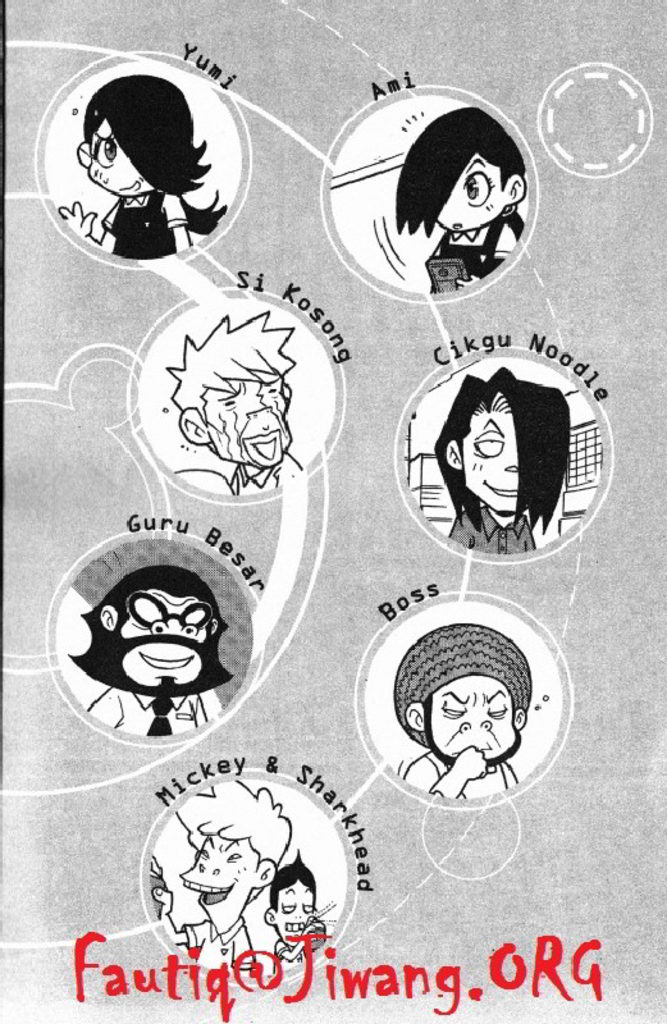 Yumi
Ami
Si Kosong
Cikgu Noodle
Guru Besar
Boss
Mickey & Sharkhead
Fautiq@Jiwang.ORG